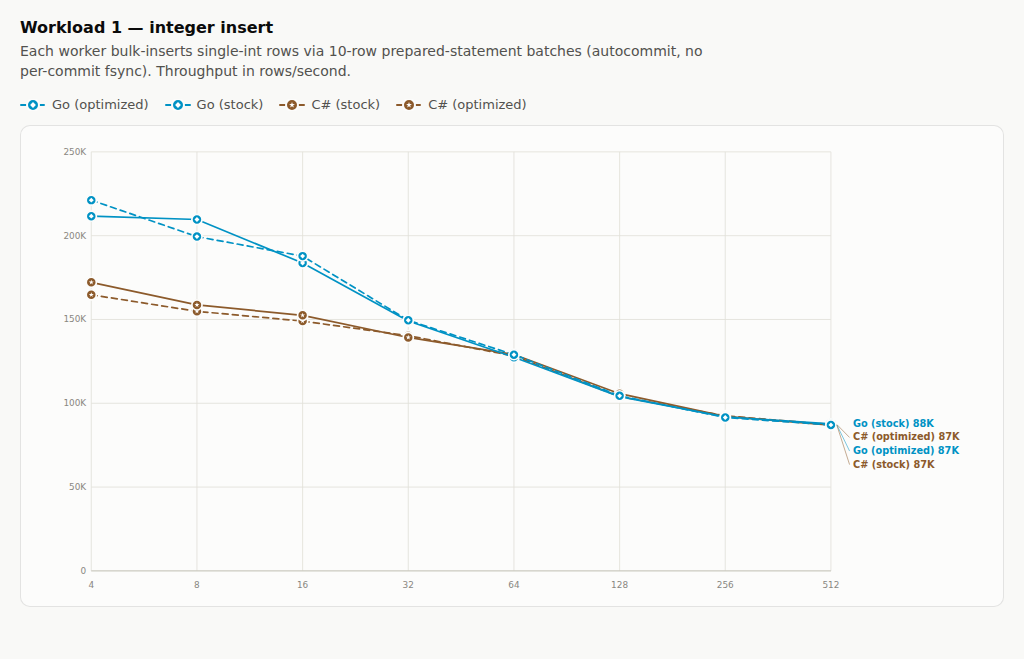 Workload 1 — integer insert
Each worker bulk-inserts single-int rows via 10-row prepared-statement batches (autocommit, no
per-commit fsync). Throughput in rows/second.
Go (optimized) Go (stock) C# (stock) C# (optimized)
250K
200K
150K
100K
50K
0
4 8 16 32 64 128 256 512
Go (stock) 88K
C# (optimized) 87K
Go (optimized) 87K
C# (stock) 87K